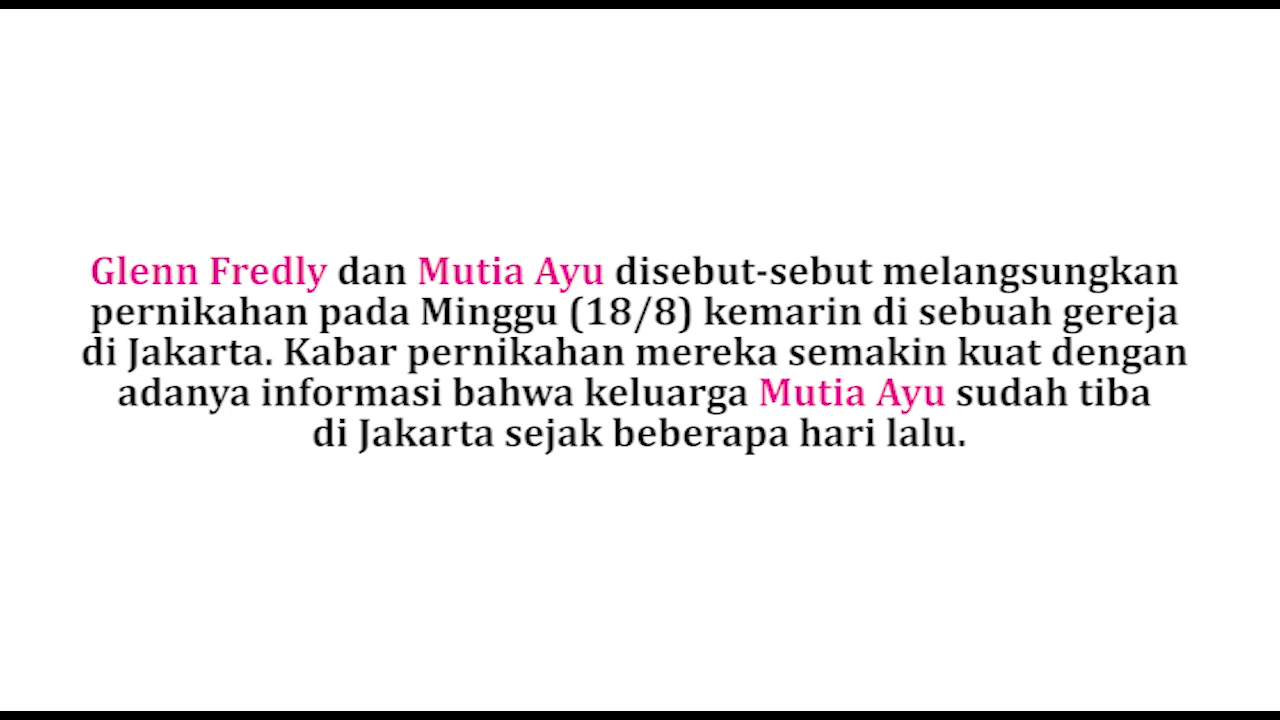 Glenn Fredly dan Mutia Ayu disebut-sebut melangsungkan
pernikahan pada Minggu (18/8) kemarin di sebuah gereja
di Jakarta. Kabar pernikahan mereka semakin kuat dengan
adanya informasi bahwa keluarga Mutia Ayu sudah tiba
di Jakarta sejak beberapa hari lalu.